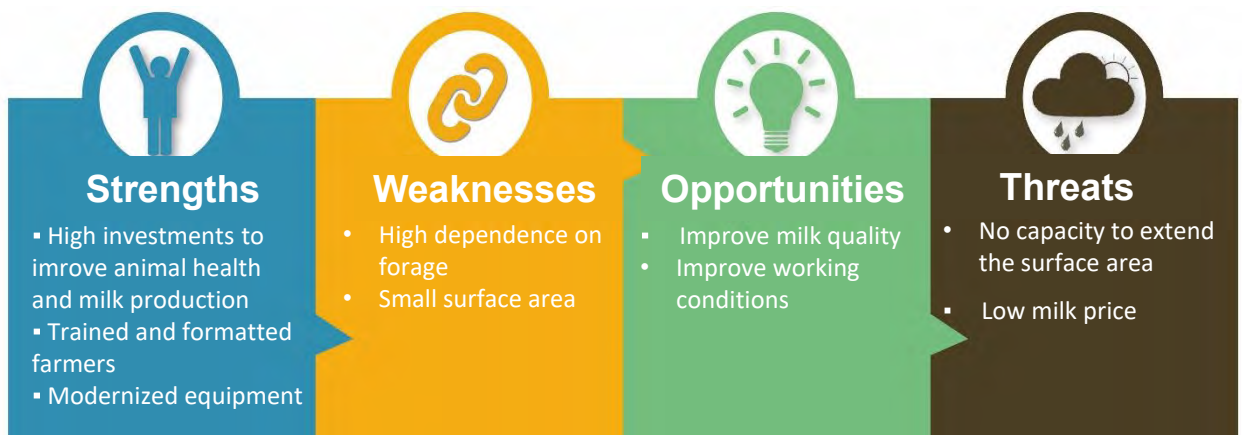 Strengths
▪ High investments to
imrove animal health
and milk production
▪ Trained and formatted
farmers
▪ Modernized equipment
Weaknesses
• High dependence on
forage
• Small surface area
Opportunities
▪ Improve milk quality
• Improve working
conditions
Threats
• No capacity to extend
the surface area
▪ Low milk price